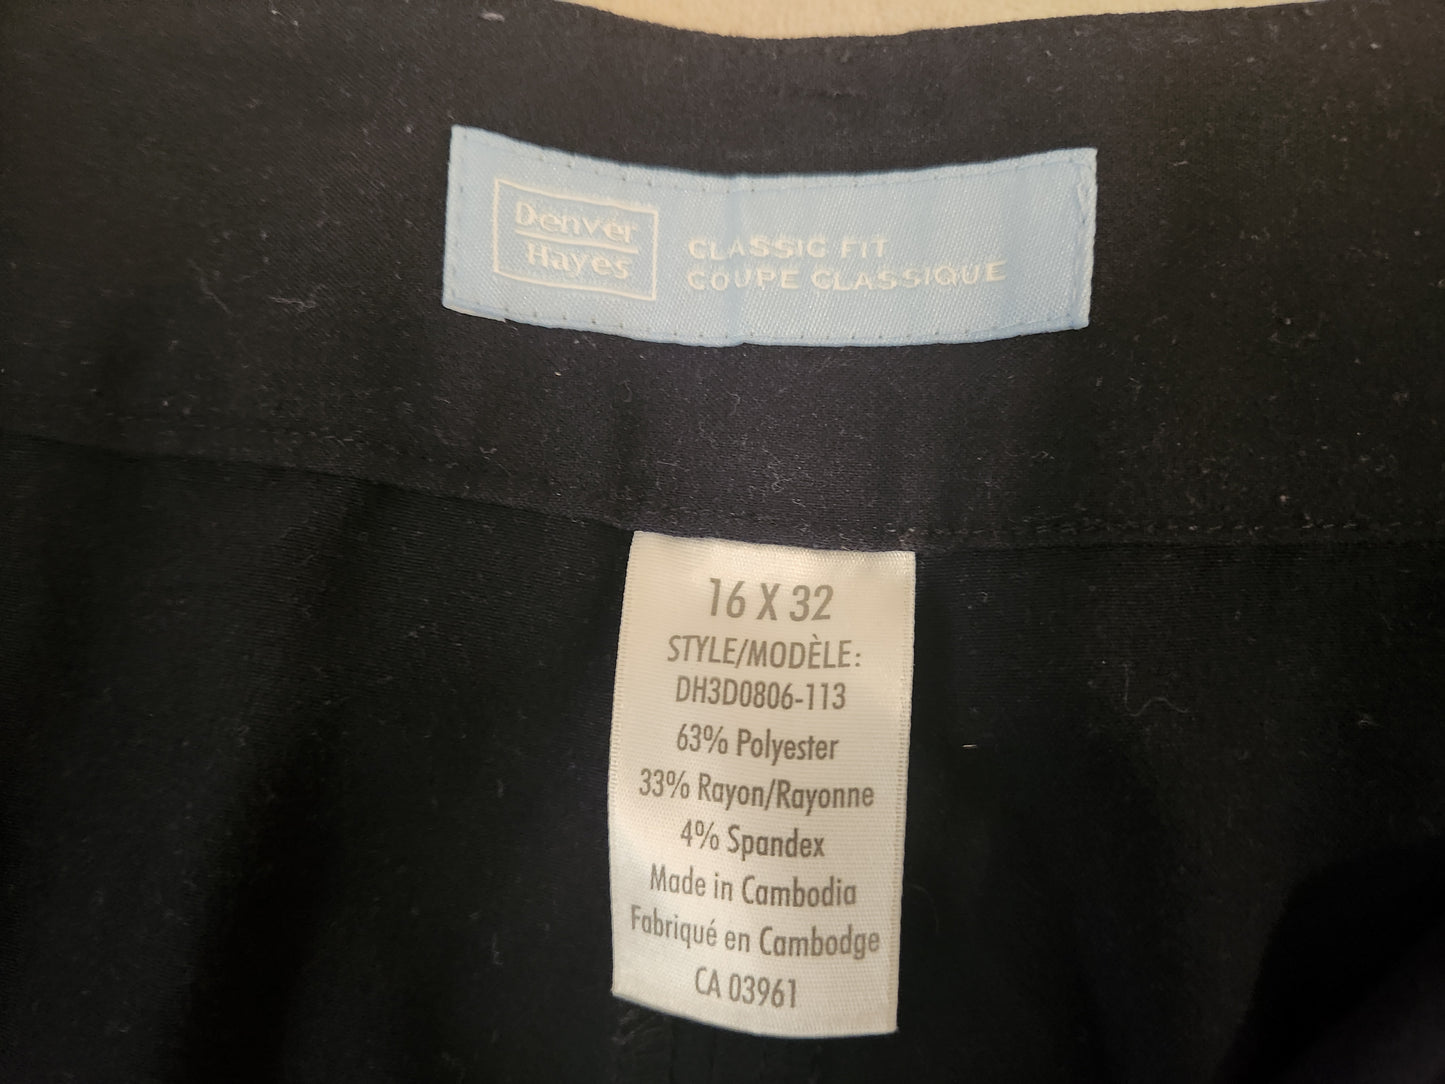 Denver
Hayes
CLASSIC FIT
COUPE CLASSIQUE
16 X 32
STYLE/MODÈLE:
DH3D0806-113
63% Polyester
33% Rayon/Rayonne
4% Spandex
Made in Cambodia
Fabriqué en Cambodge
CA 03961